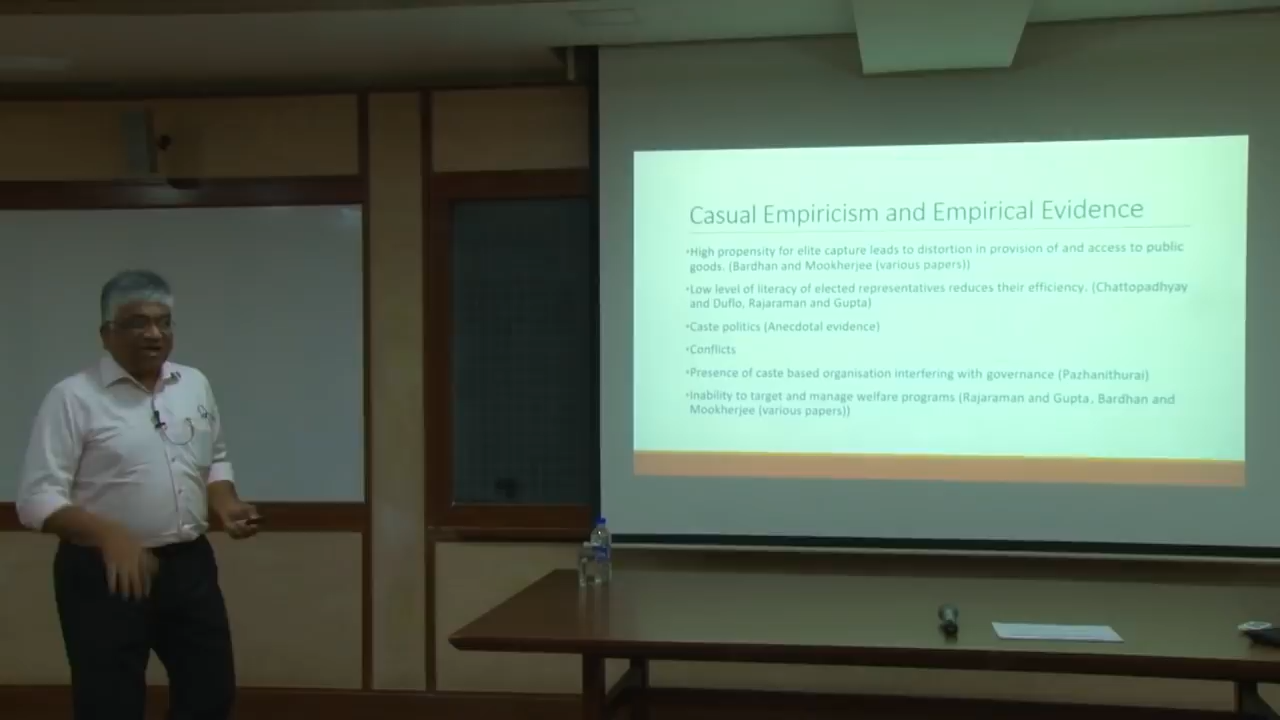 Casual Empiricism and Empirical Evidence
•High propensity for elite capture leads to distortion in provision of and access to public
goods. (Bardhan and Mookherjee (various papers))
•Low level of literacy of elected representatives reduces their efficiency. (Chattopadhyay
and Duflo, Rajaraman and Gupta)
•Caste politics (Anecdotal evidence)
•Conflicts
•Presence of caste based organisation interfering with governance (Pazhanithurai)
•Inability to target and manage welfare programs (Rajaraman and Gupta, Bardhan and
Mookherjee (various papers))